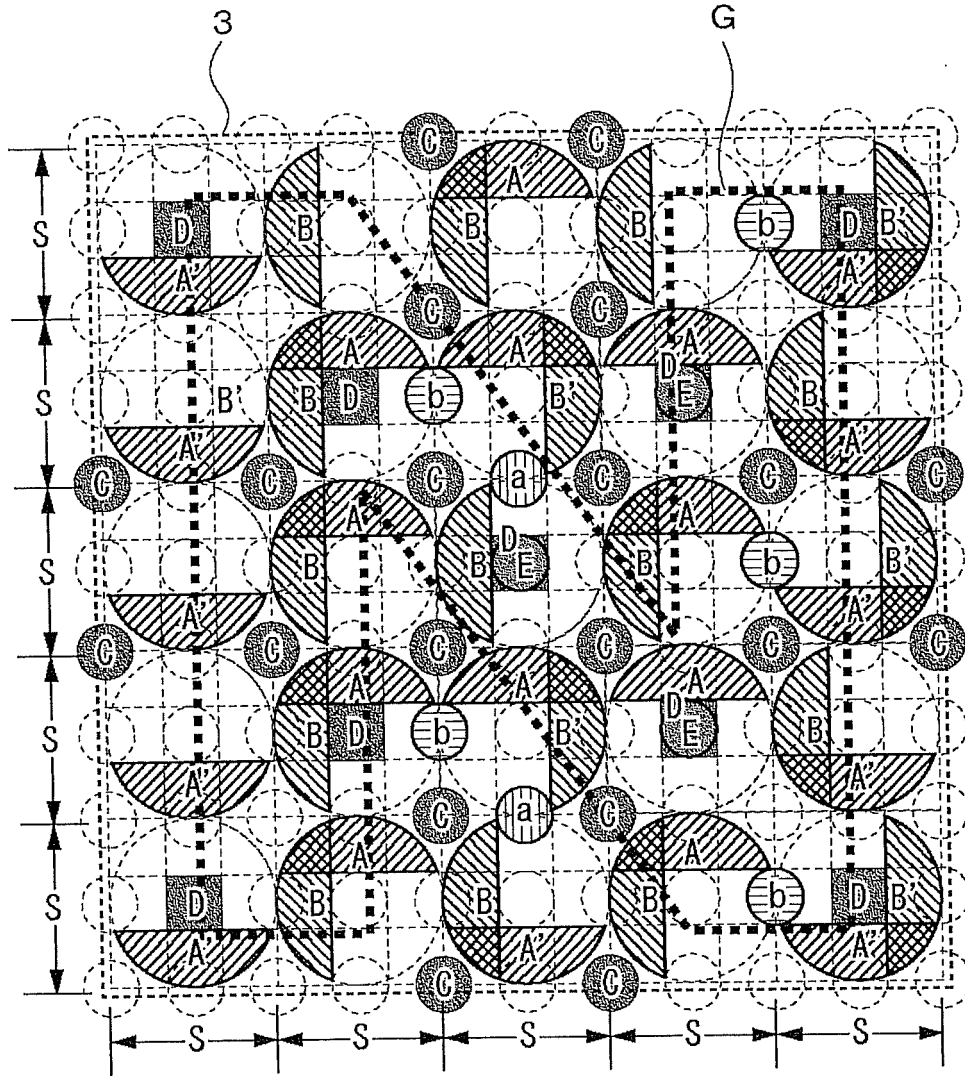 3 G
C C
A
S D B B B b D B'
A' A'
C C
A A A
D
S B' B D b B' E B
A' A'
C C C a C C C
A A
D
S B B E B b B'
A' A'
C C C C C C
A A A
D
S B D b B' E B
A' A'
C a C
A A
S D B B B b D B'
A' A' A'
C C
S S S S S